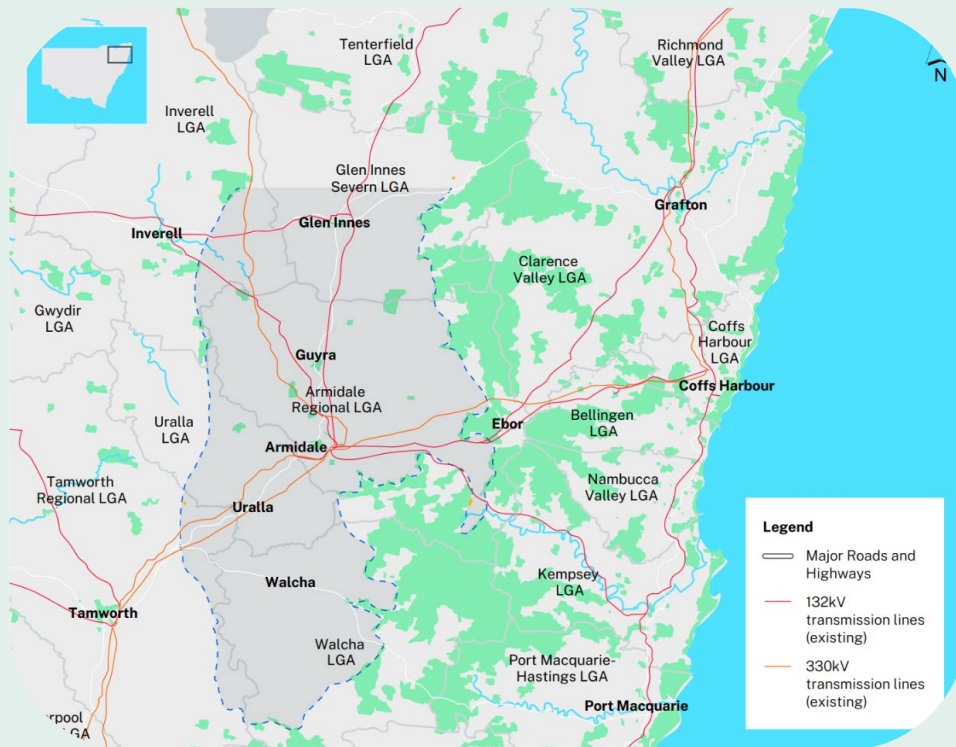 Tenterfield
LGA
Richmond
Valley LGA
N
Inverell
LGA
Glen Innes
Severn LGA
Glen Innes
Grafton
Inverell
Clarence
Valley LGA
Gwydir
LGA
Coffs
Harbour
LGA
Guyra
Coffs Harbour
Armidale
Regional LGA
Uralla
LGA
Ebor
Bellingen
LGA
Armidale
Tamworth
Regional LGA
Nambucca
Valley LGA
Uralla
Walcha
Kempsey
LGA
Tamworth
Walcha
LGA
Port Macquarie-
Hastings LGA
Port Macquarie
rpool
GA
Legend
Major Roads and
Highways
132kV
transmission lines
(existing)
330kV
transmission lines
(existing)